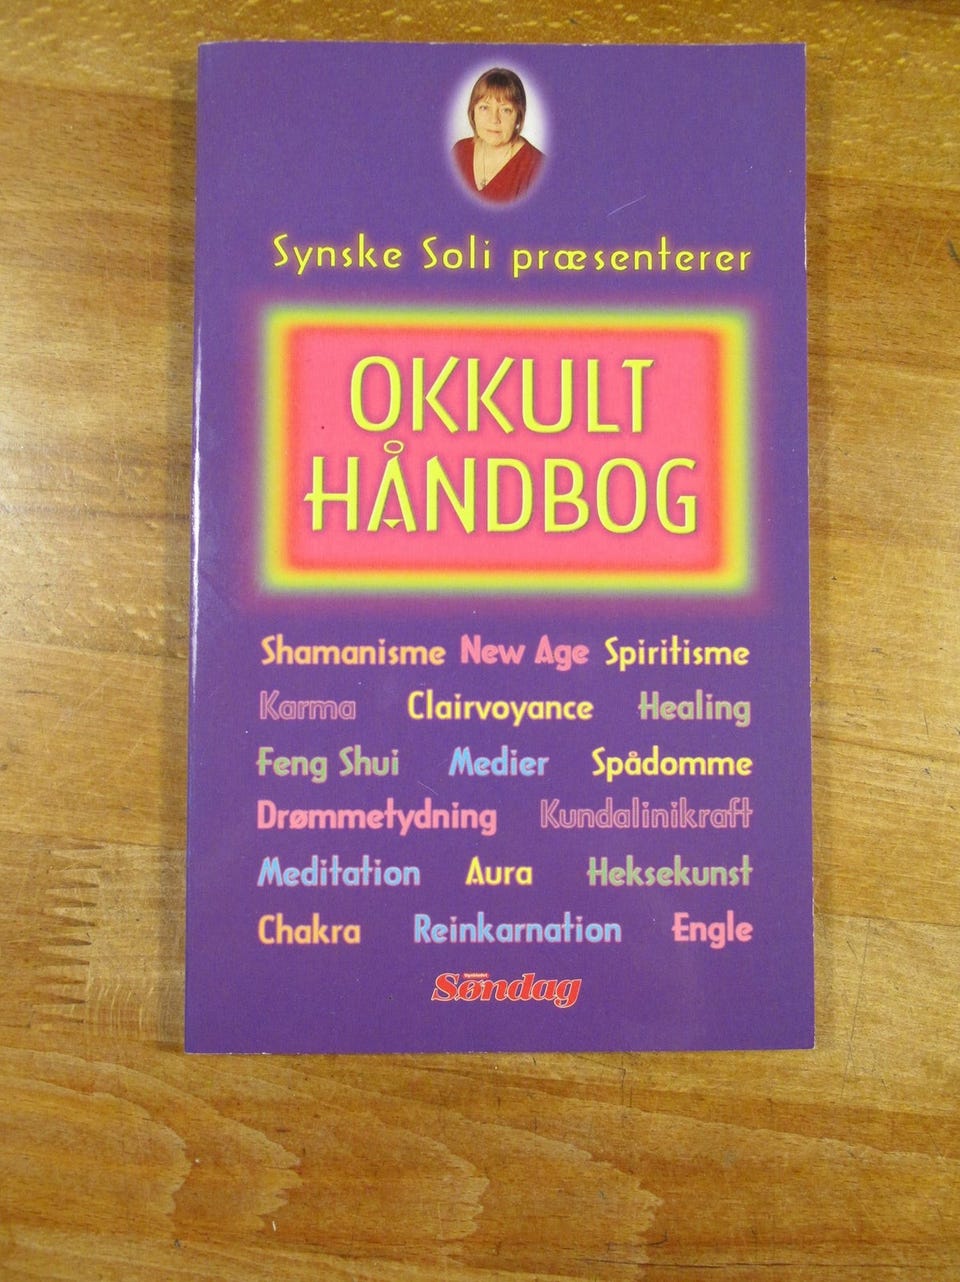 Synske Soli præsenterer
OKKULT
HÅNDBOG
Shamanisme New Age Spiritisme
Karma Clairvoyance Healing
Feng Shui Medier Spådomme
Drømmetydning Kundalinikraft
Meditation Aura Heksekunst
Chakra Reinkarnation Engle
Ugebladet
Søndag